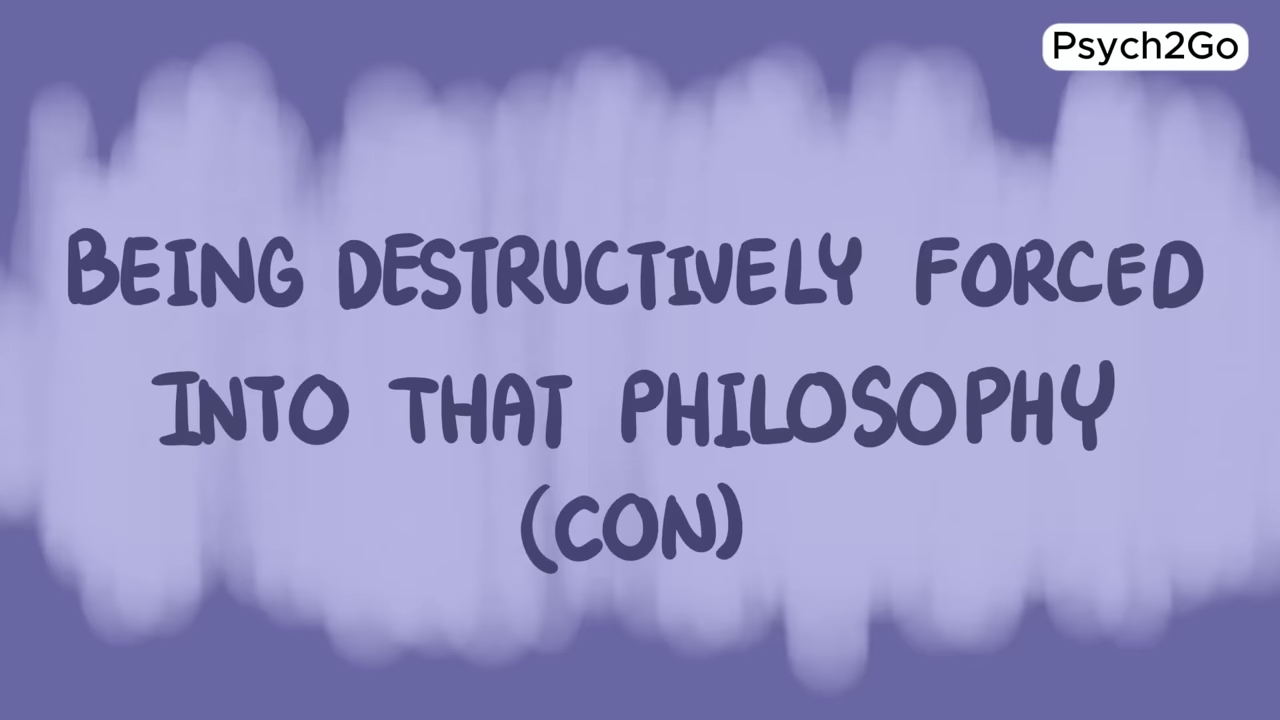 Psych2Go
BEING DESTRUCTIVELY FORCED
INTO THAT PHILOSOPHY
(CON)